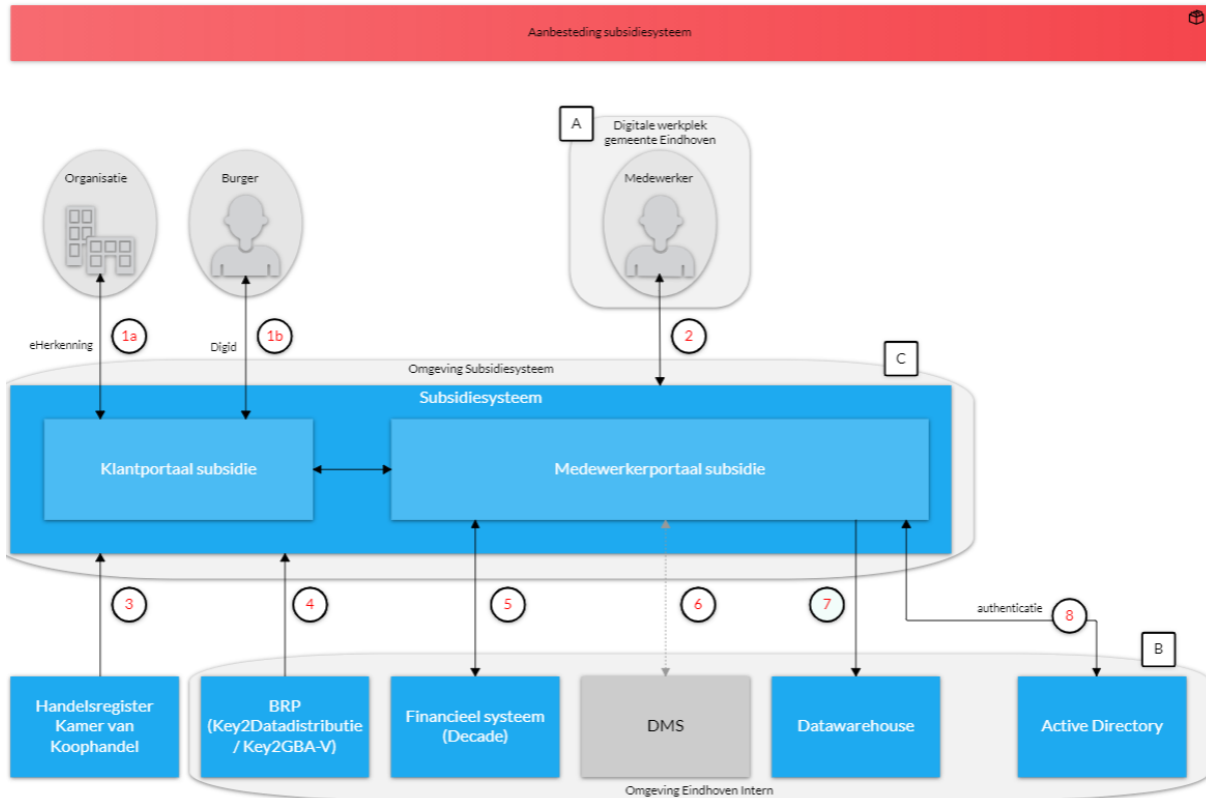 Aanbesteding subsidiesysteem
A
Digitale werkplek
gemeente Eindhoven
Organisatie
Burger
Medewerker
eHerkenning
1a
Digid
1b
2
C
Omgeving Subsidiesysteem
Subsidiesysteem
Klantportaal subsidie
Medewerkerportaal subsidie
3
4
5
6
7
authenticatie
8
B
Handelsregister
Kamer van
Koophandel
BRP
(Key2Datadistributie
/ Key2GBA-V)
Financieel systeem
(Decade)
DMS
Datawarehouse
Active Directory
Omgeving Eindhoven Intern